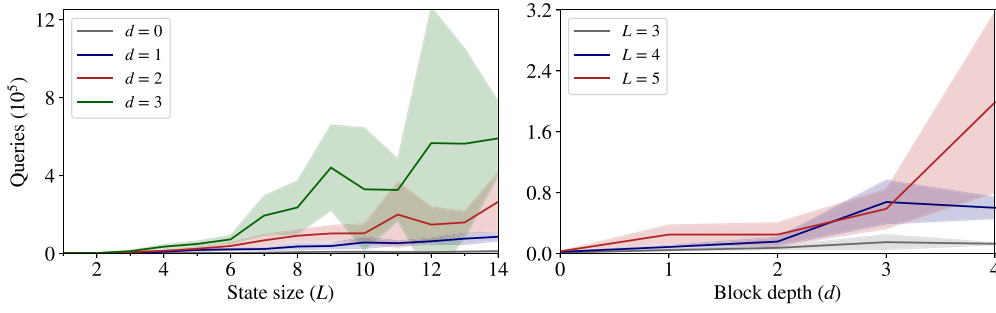 Queries (10^5)
12
8
4
0
d = 0
d = 1
d = 2
d = 3
2 4 6 8 10 12 14
State size (L)
3.2
2.4
1.6
0.8
0.0
L = 3
L = 4
L = 5
0 1 2 3 4
Block depth (d)